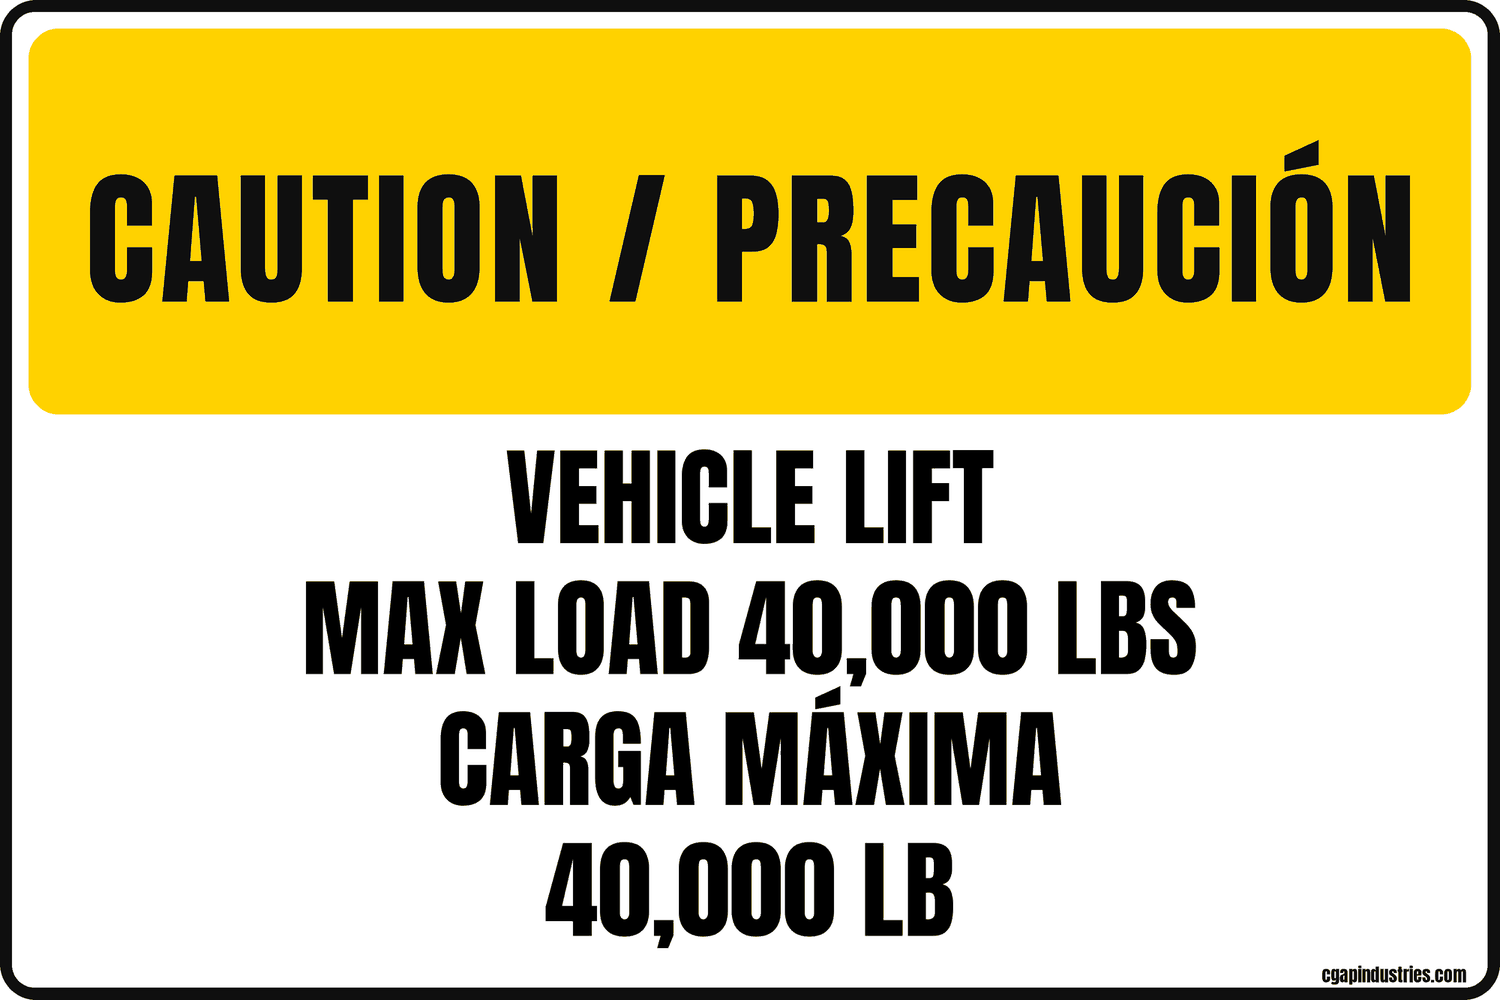 CAUTION / PRECAUCIÓN
VEHICLE LIFT
MAX LOAD 40,000 LBS
CARGA MÁXIMA
40,000 LB
cgapindustries.com